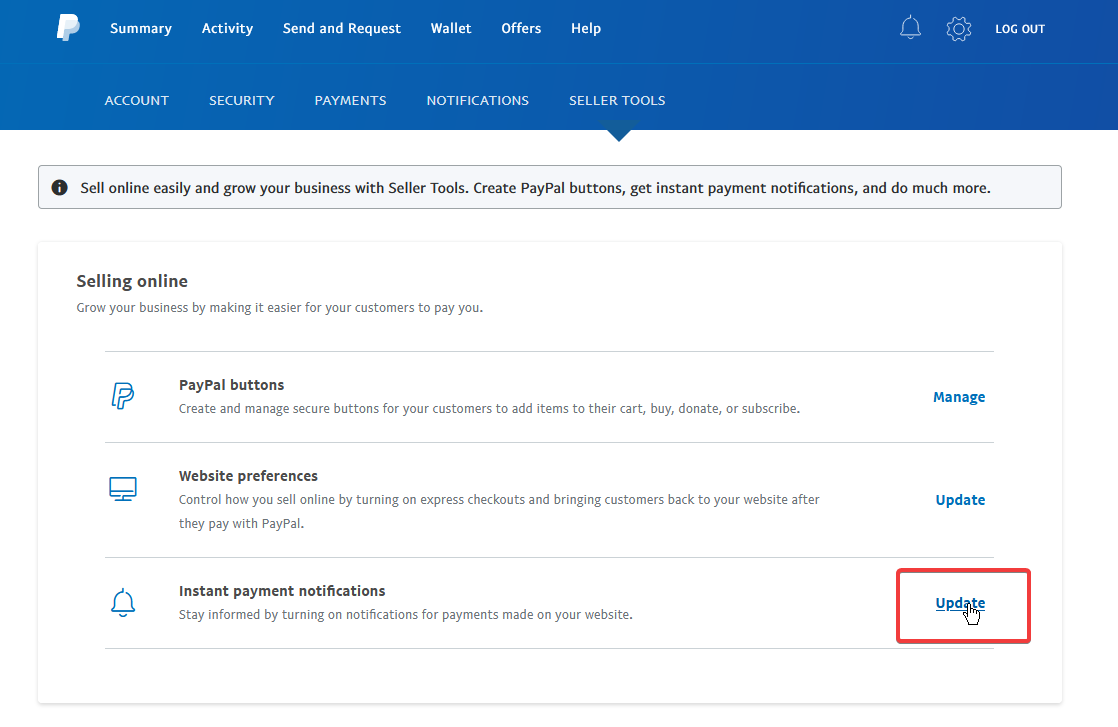 Summary Activity Send and Request Wallet Offers Help LOG OUT
ACCOUNT SECURITY PAYMENTS NOTIFICATIONS SELLER TOOLS
Sell online easily and grow your business with Seller Tools. Create PayPal buttons, get instant payment notifications, and do much more.
Selling online
Grow your business by making it easier for your customers to pay you.
PayPal buttons
Create and manage secure buttons for your customers to add items to their cart, buy, donate, or subscribe.
Manage
Website preferences
Control how you sell online by turning on express checkouts and bringing customers back to your website after
they pay with PayPal.
Update
Instant payment notifications
Stay informed by turning on notifications for payments made on your website.
Update